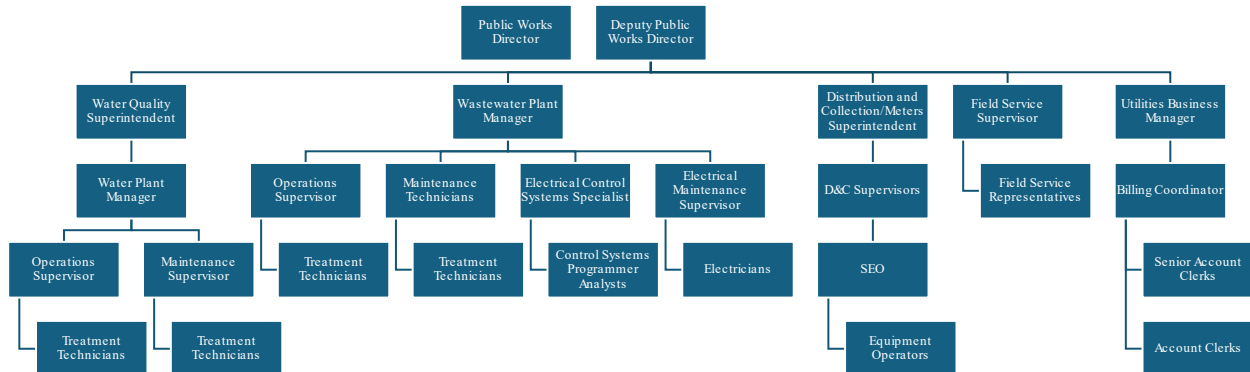 Public Works
Director
Deputy Public
Works Director
Water Quality
Superintendent
Wastewater Plant
Manager
Distribution and
Collection/Meters
Superintendent
Field Service
Supervisor
Utilities Business
Manager
Water Plant
Manager
Operations
Supervisor
Maintenance
Technicians
Electrical Control
Systems Specialist
Electrical
Maintenance
Supervisor
D&C Supervisors
Field Service
Representatives
Billing Coordinator
Operations
Supervisor
Maintenance
Supervisor
Treatment
Technicians
Treatment
Technicians
Control Systems
Programmer
Analysts
Electricians
SEO
Senior Account
Clerks
Treatment
Technicians
Treatment
Technicians
Equipment
Operators
Account Clerks